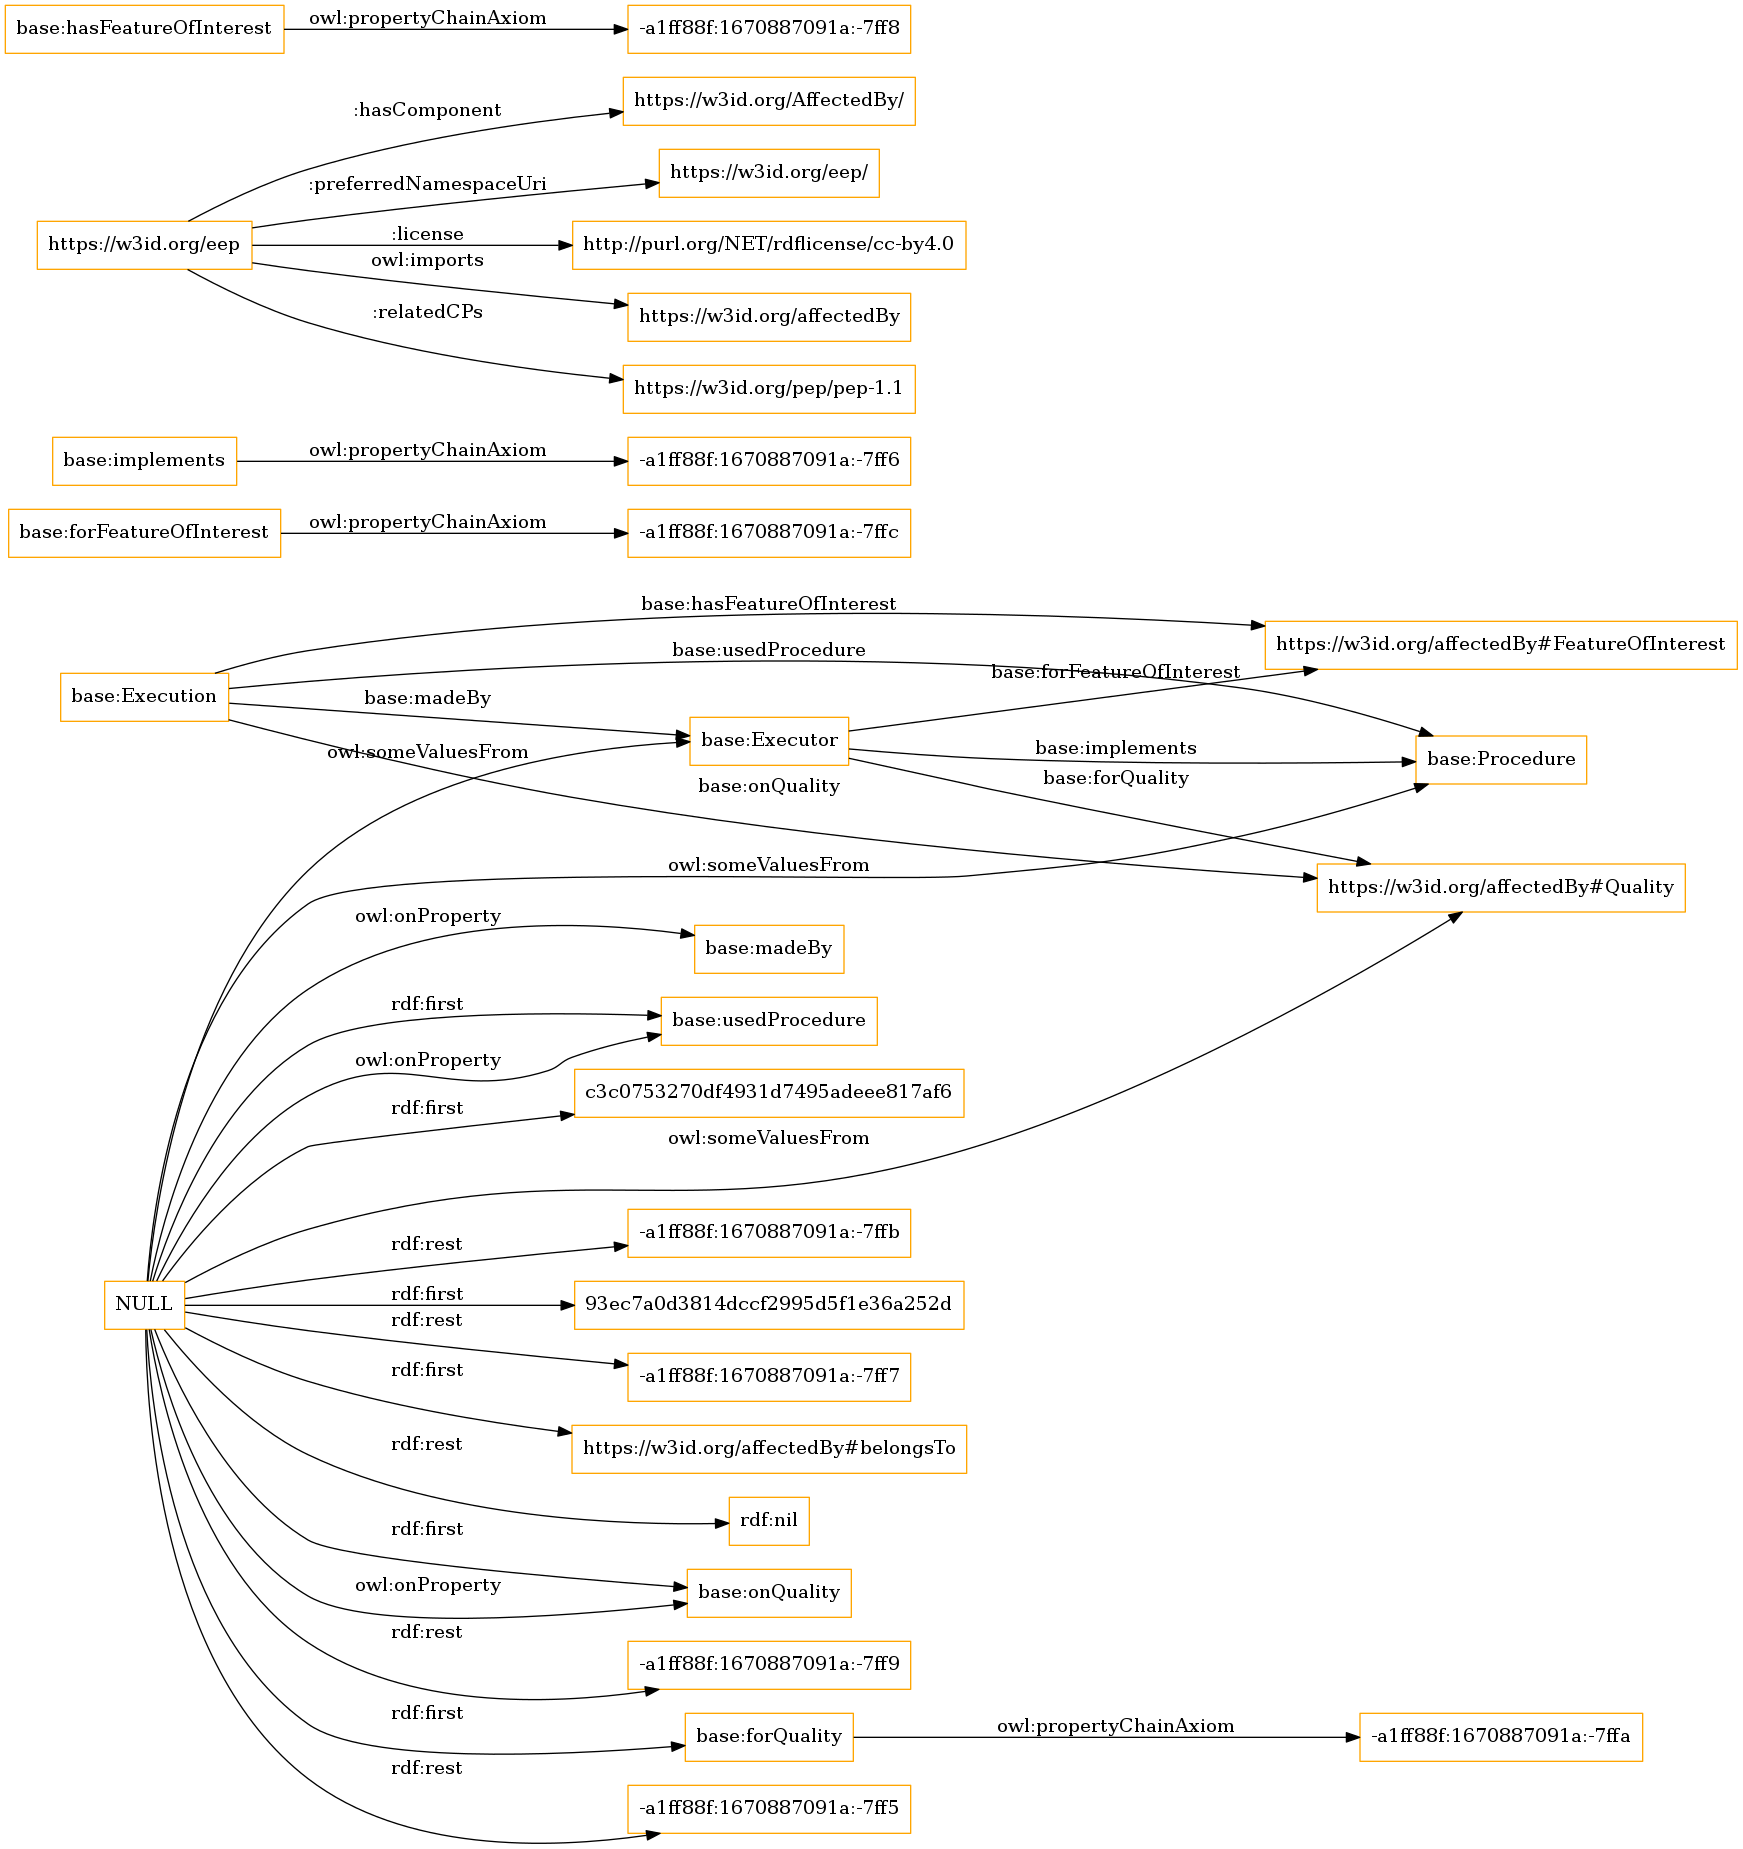 base:hasFeatureOfInterest
owl:propertyChainAxiom
-a1ff88f:1670887091a:-7ff8
https://w3id.org/eep
:hasComponent
https://w3id.org/AffectedBy/
:preferredNamespaceUri
https://w3id.org/eep/
:license
http://purl.org/NET/rdflicense/cc-by4.0
owl:imports
https://w3id.org/affectedBy
:relatedCPs
https://w3id.org/pep/pep-1.1
base:implements
owl:propertyChainAxiom
-a1ff88f:1670887091a:-7ff6
base:forFeatureOfInterest
owl:propertyChainAxiom
-a1ff88f:1670887091a:-7ffc
base:Execution
base:hasFeatureOfInterest
https://w3id.org/affectedBy#FeatureOfInterest
base:usedProcedure
base:forFeatureOfInterest
base:madeBy
base:Executor
base:implements
base:Procedure
owl:someValuesFrom
base:forQuality
base:onQuality
owl:someValuesFrom
https://w3id.org/affectedBy#Quality
owl:onProperty
base:madeBy
rdf:first
base:usedProcedure
owl:onProperty
rdf:first
c3c0753270df4931d7495adeee817af6
owl:someValuesFrom
NULL
rdf:rest
-a1ff88f:1670887091a:-7ffb
rdf:first
93ec7a0d3814dccf2995d5f1e36a252d
rdf:rest
-a1ff88f:1670887091a:-7ff7
rdf:first
https://w3id.org/affectedBy#belongsTo
rdf:rest
rdf:nil
rdf:first
base:onQuality
owl:onProperty
rdf:rest
-a1ff88f:1670887091a:-7ff9
rdf:first
base:forQuality
owl:propertyChainAxiom
-a1ff88f:1670887091a:-7ffa
rdf:rest
-a1ff88f:1670887091a:-7ff5